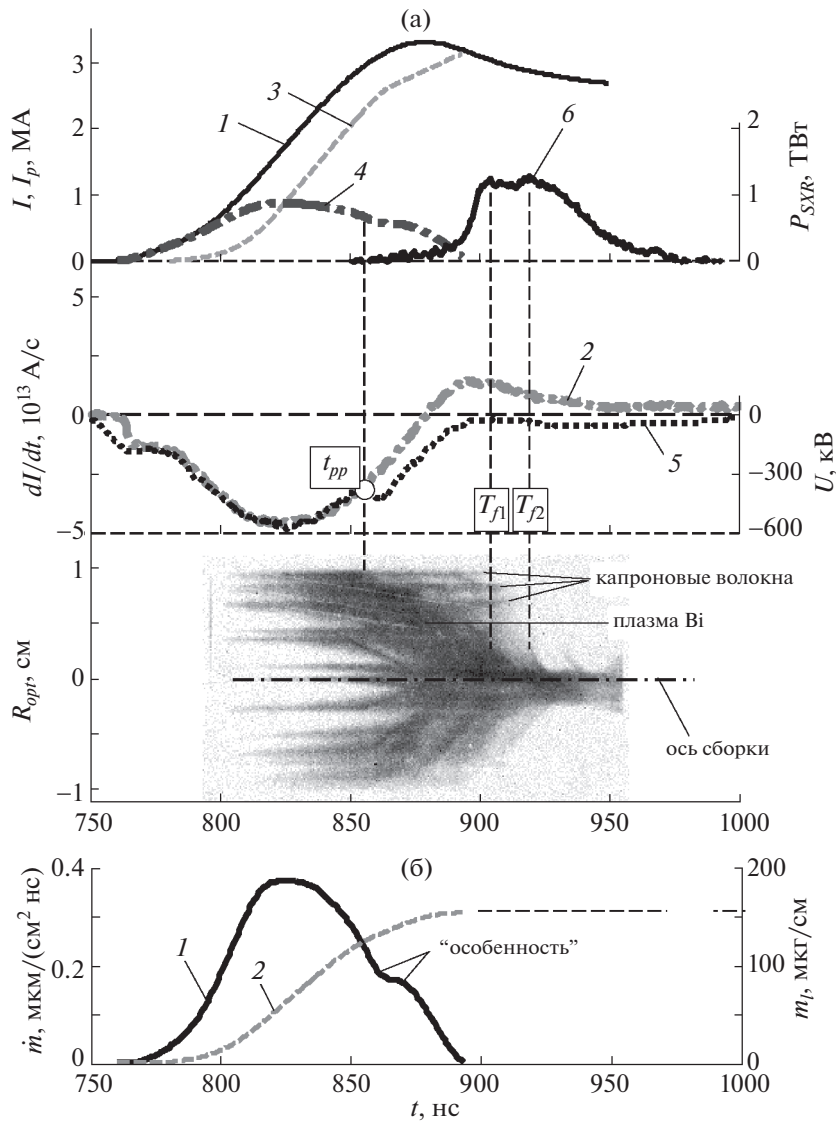 (а)
3
2
1
0
I, I_p, МА
1
3
4
6
2
1
0
P_SXR, ТВт
5
0
−5
dI/dt, 10^13 А/с
2
5
t_pp
T_f1
T_f2
0
−300
−600
U, кВ
1
0
−1
R_opt, см
капроновые волокна
плазма Bi
ось сборки
750 800 850 900 950 1000
(б)
0.4
0.2
0
ṁ, мкм/(см² нс)
1
2
“особенность”
200
100
0
m_l, мкг/см
750 800 850 900 950 1000
t, нс